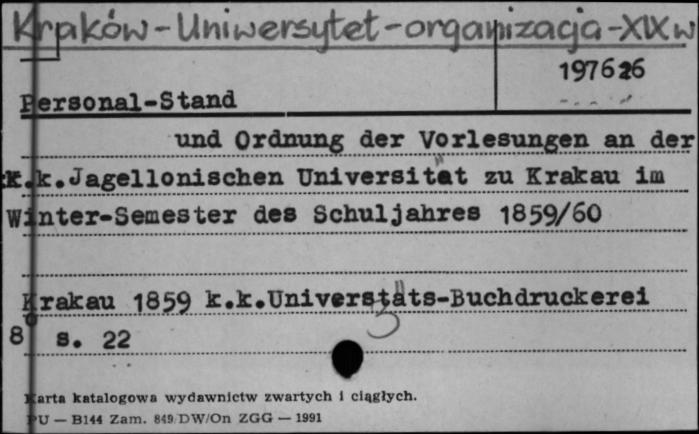 Kraków-Uniwersytet-organizacja-XIX w
197626
Personal-Stand
und Ordnung der Vorlesungen an der
K.k.Jagellonischen Universität zu Krakau im
Winter-Semester des Schuljahres 1859/60
Krakau 1859 k.k.Universtäts-Buchdruckerei
8° s. 22
Karta katalogowa wydawnictw zwartych i ciągłych.
PU — B144 Zam. 849/DW/On ZGG — 1991